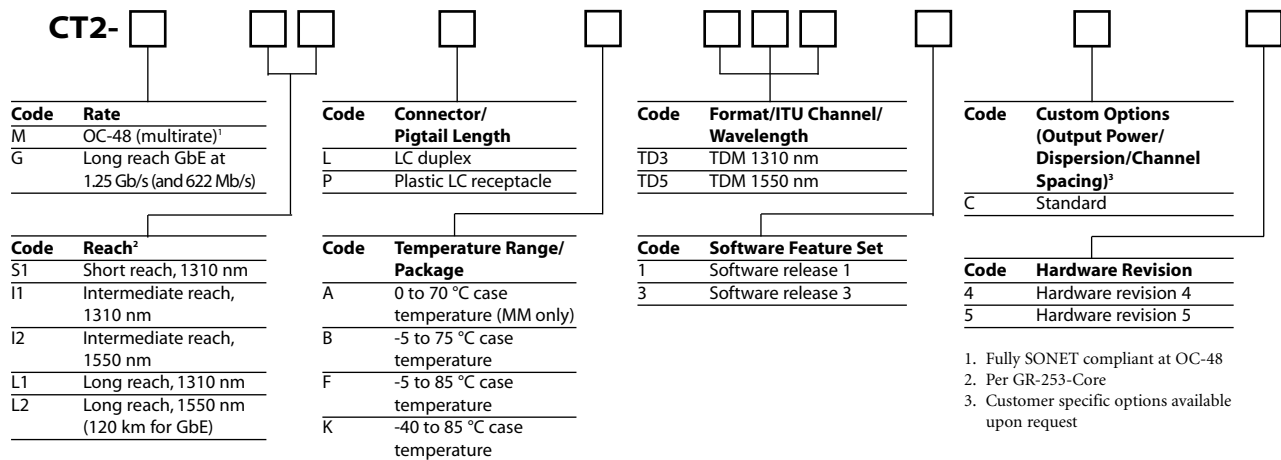 CT2-
Code Rate
M OC-48 (multirate)1
G Long reach GbE at
1.25 Gb/s (and 622 Mb/s)
Code Reach2
S1 Short reach, 1310 nm
I1 Intermediate reach,
1310 nm
I2 Intermediate reach,
1550 nm
L1 Long reach, 1310 nm
L2 Long reach, 1550 nm
(120 km for GbE)
Code Connector/
Pigtail Length
L LC duplex
P Plastic LC receptacle
Code Temperature Range/
Package
A 0 to 70 °C case
temperature (MM only)
B -5 to 75 °C case
temperature
F -5 to 85 °C case
temperature
K -40 to 85 °C case
temperature
Code Format/ITU Channel/
Wavelength
TD3 TDM 1310 nm
TD5 TDM 1550 nm
Code Software Feature Set
1 Software release 1
3 Software release 3
Code Custom Options
(Output Power/
Dispersion/Channel
Spacing)3
C Standard
Code Hardware Revision
4 Hardware revision 4
5 Hardware revision 5
1. Fully SONET compliant at OC-48
2. Per GR-253-Core
3. Customer specific options available
upon request